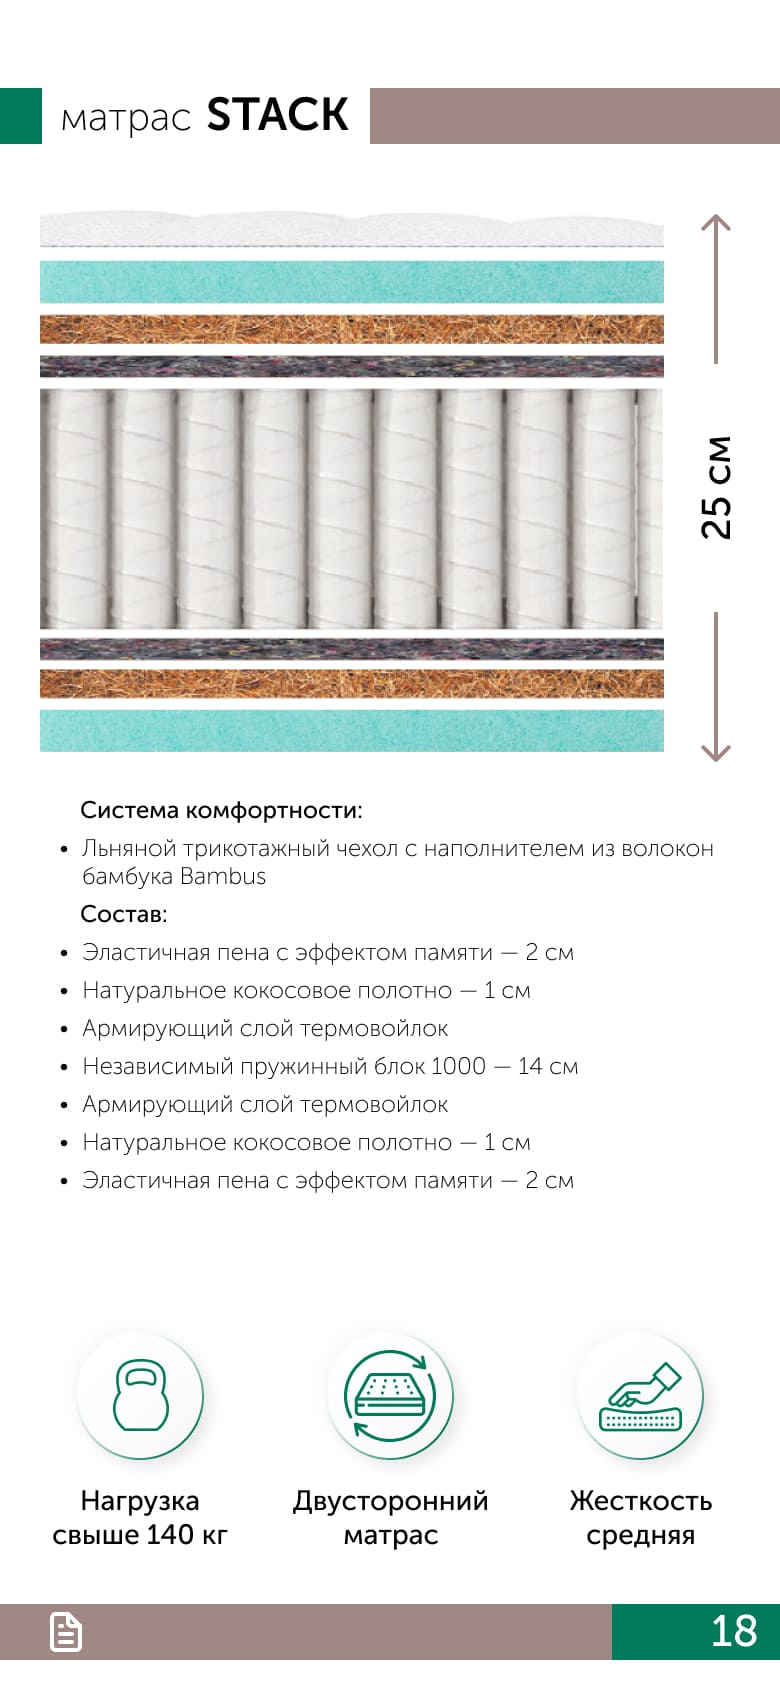 матрас STACK
25 см
Система комфортности:
• Льняной трикотажный чехол с наполнителем из волокон
бамбука Bambus
Состав:
• Эластичная пена с эффектом памяти — 2 см
• Натуральное кокосовое полотно — 1 см
• Армирующий слой термовойлок
• Независимый пружинный блок 1000 — 14 см
• Армирующий слой термовойлок
• Натуральное кокосовое полотно — 1 см
• Эластичная пена с эффектом памяти — 2 см
Нагрузка
свыше 140 кг
Двусторонний
матрас
Жесткость
средняя
18